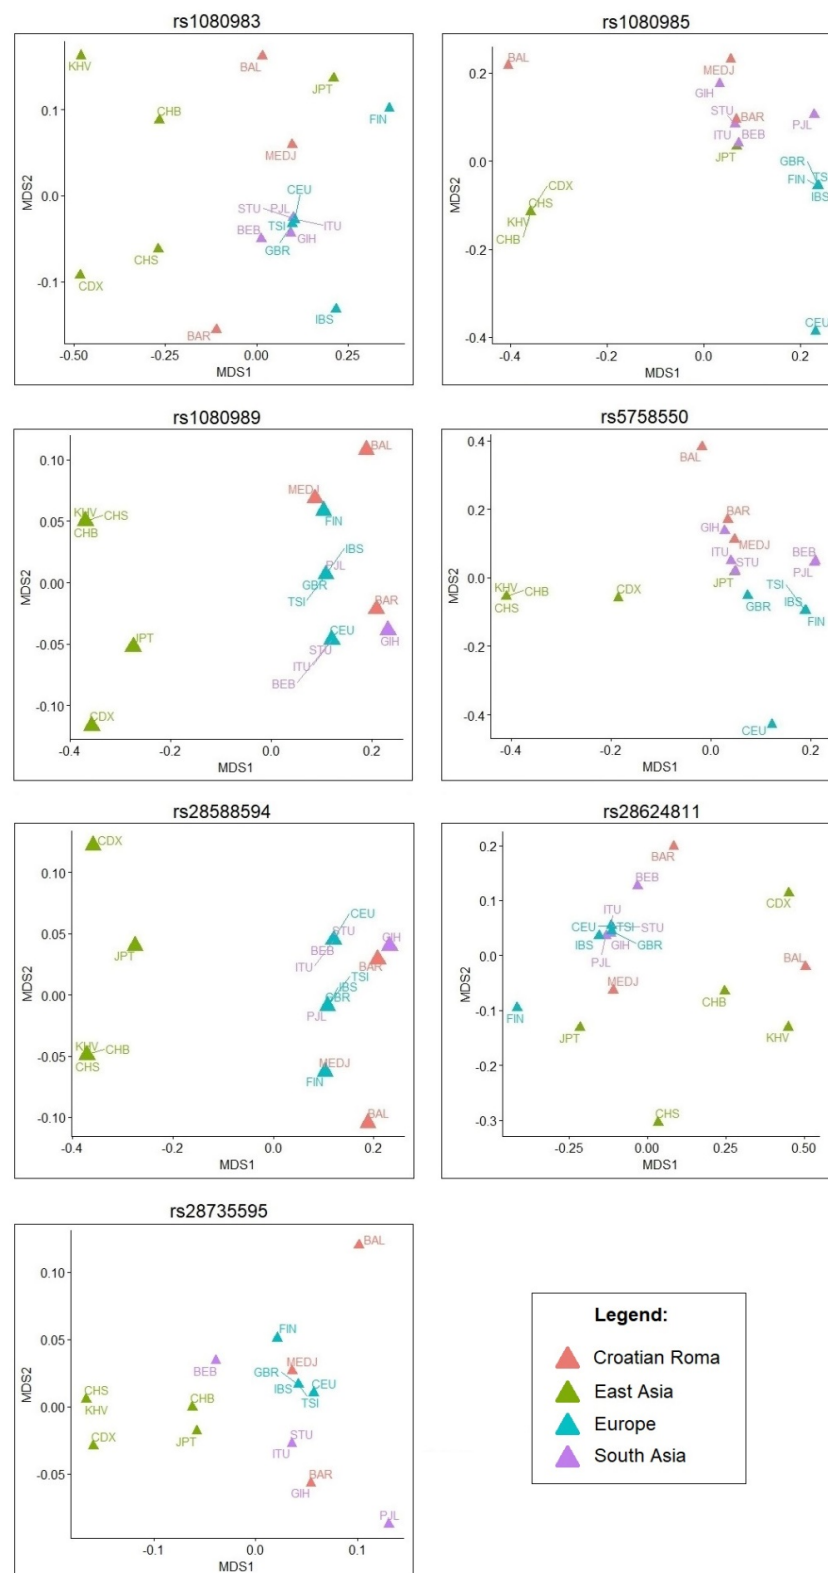 rs1080983
0.1
0.0
-0.1
MDS2
-0.50
-0.25
0.00
0.25
MDS1
KHV
BAL
JPT
CHB
FIN
MEDJ
CEU
STU
PJL
BEB
TSI
ITU
GBR
GIH
CHS
CDX
IBS
BAR
rs1080985
0.2
0.0
-0.2
-0.4
MDS2
-0.4
-0.2
0.0
0.2
MDS1
BAL
MEDJ
GIH
STU
BAR
PJL
ITU
BEB
JPT
GBR
TSI
FIN
IBS
CDX
CHS
KHV
CHB
CEU
rs1080989
0.10
0.05
0.00
-0.05
-0.10
MDS2
-0.4
-0.2
0.0
0.2
MDS1
BAL
MEDJ
FIN
KHV
CHS
CHB
IBS
PJL
GBR
TSI
BAR
CEU
GIH
STU
ITU
BEB
JPT
CDX
rs5758550
0.4
0.2
0.0
-0.2
-0.4
MDS2
-0.4
-0.2
0.0
0.2
MDS1
BAL
BAR
GIH
MEDJ
ITU
STU
BEB
PJL
JPT
TSI
KHV
CHB
CHS
CDX
GBR
IBS
FIN
CEU
rs28588594
0.10
0.05
0.00
-0.05
-0.10
MDS2
-0.4
-0.2
0.0
0.2
MDS1
CDX
CEU
STU
GIH
JPT
BEB
ITU
BAR
TSI
IBS
GBR
PJL
KHV
CHB
CHS
MEDJ
FIN
BAL
rs28624811
0.2
0.1
0.0
-0.1
-0.2
-0.3
MDS2
-0.25
0.00
0.25
0.50
MDS1
BAR
BEB
ITU
CDX
CEU
TSI
STU
IBS
GIH
GBR
PJL
BAL
MEDJ
CHB
FIN
JPT
KHV
CHS
rs28735595
0.10
0.05
0.00
-0.05
MDS2
-0.1
0.0
0.1
MDS1
BAL
FIN
BEB
MEDJ
GBR
IBS
CEU
TSI
CHS
KHV
CHB
CDX
JPT
STU
ITU
BAR
GIH
PJL
Legend:
Croatian Roma
East Asia
Europe
South Asia